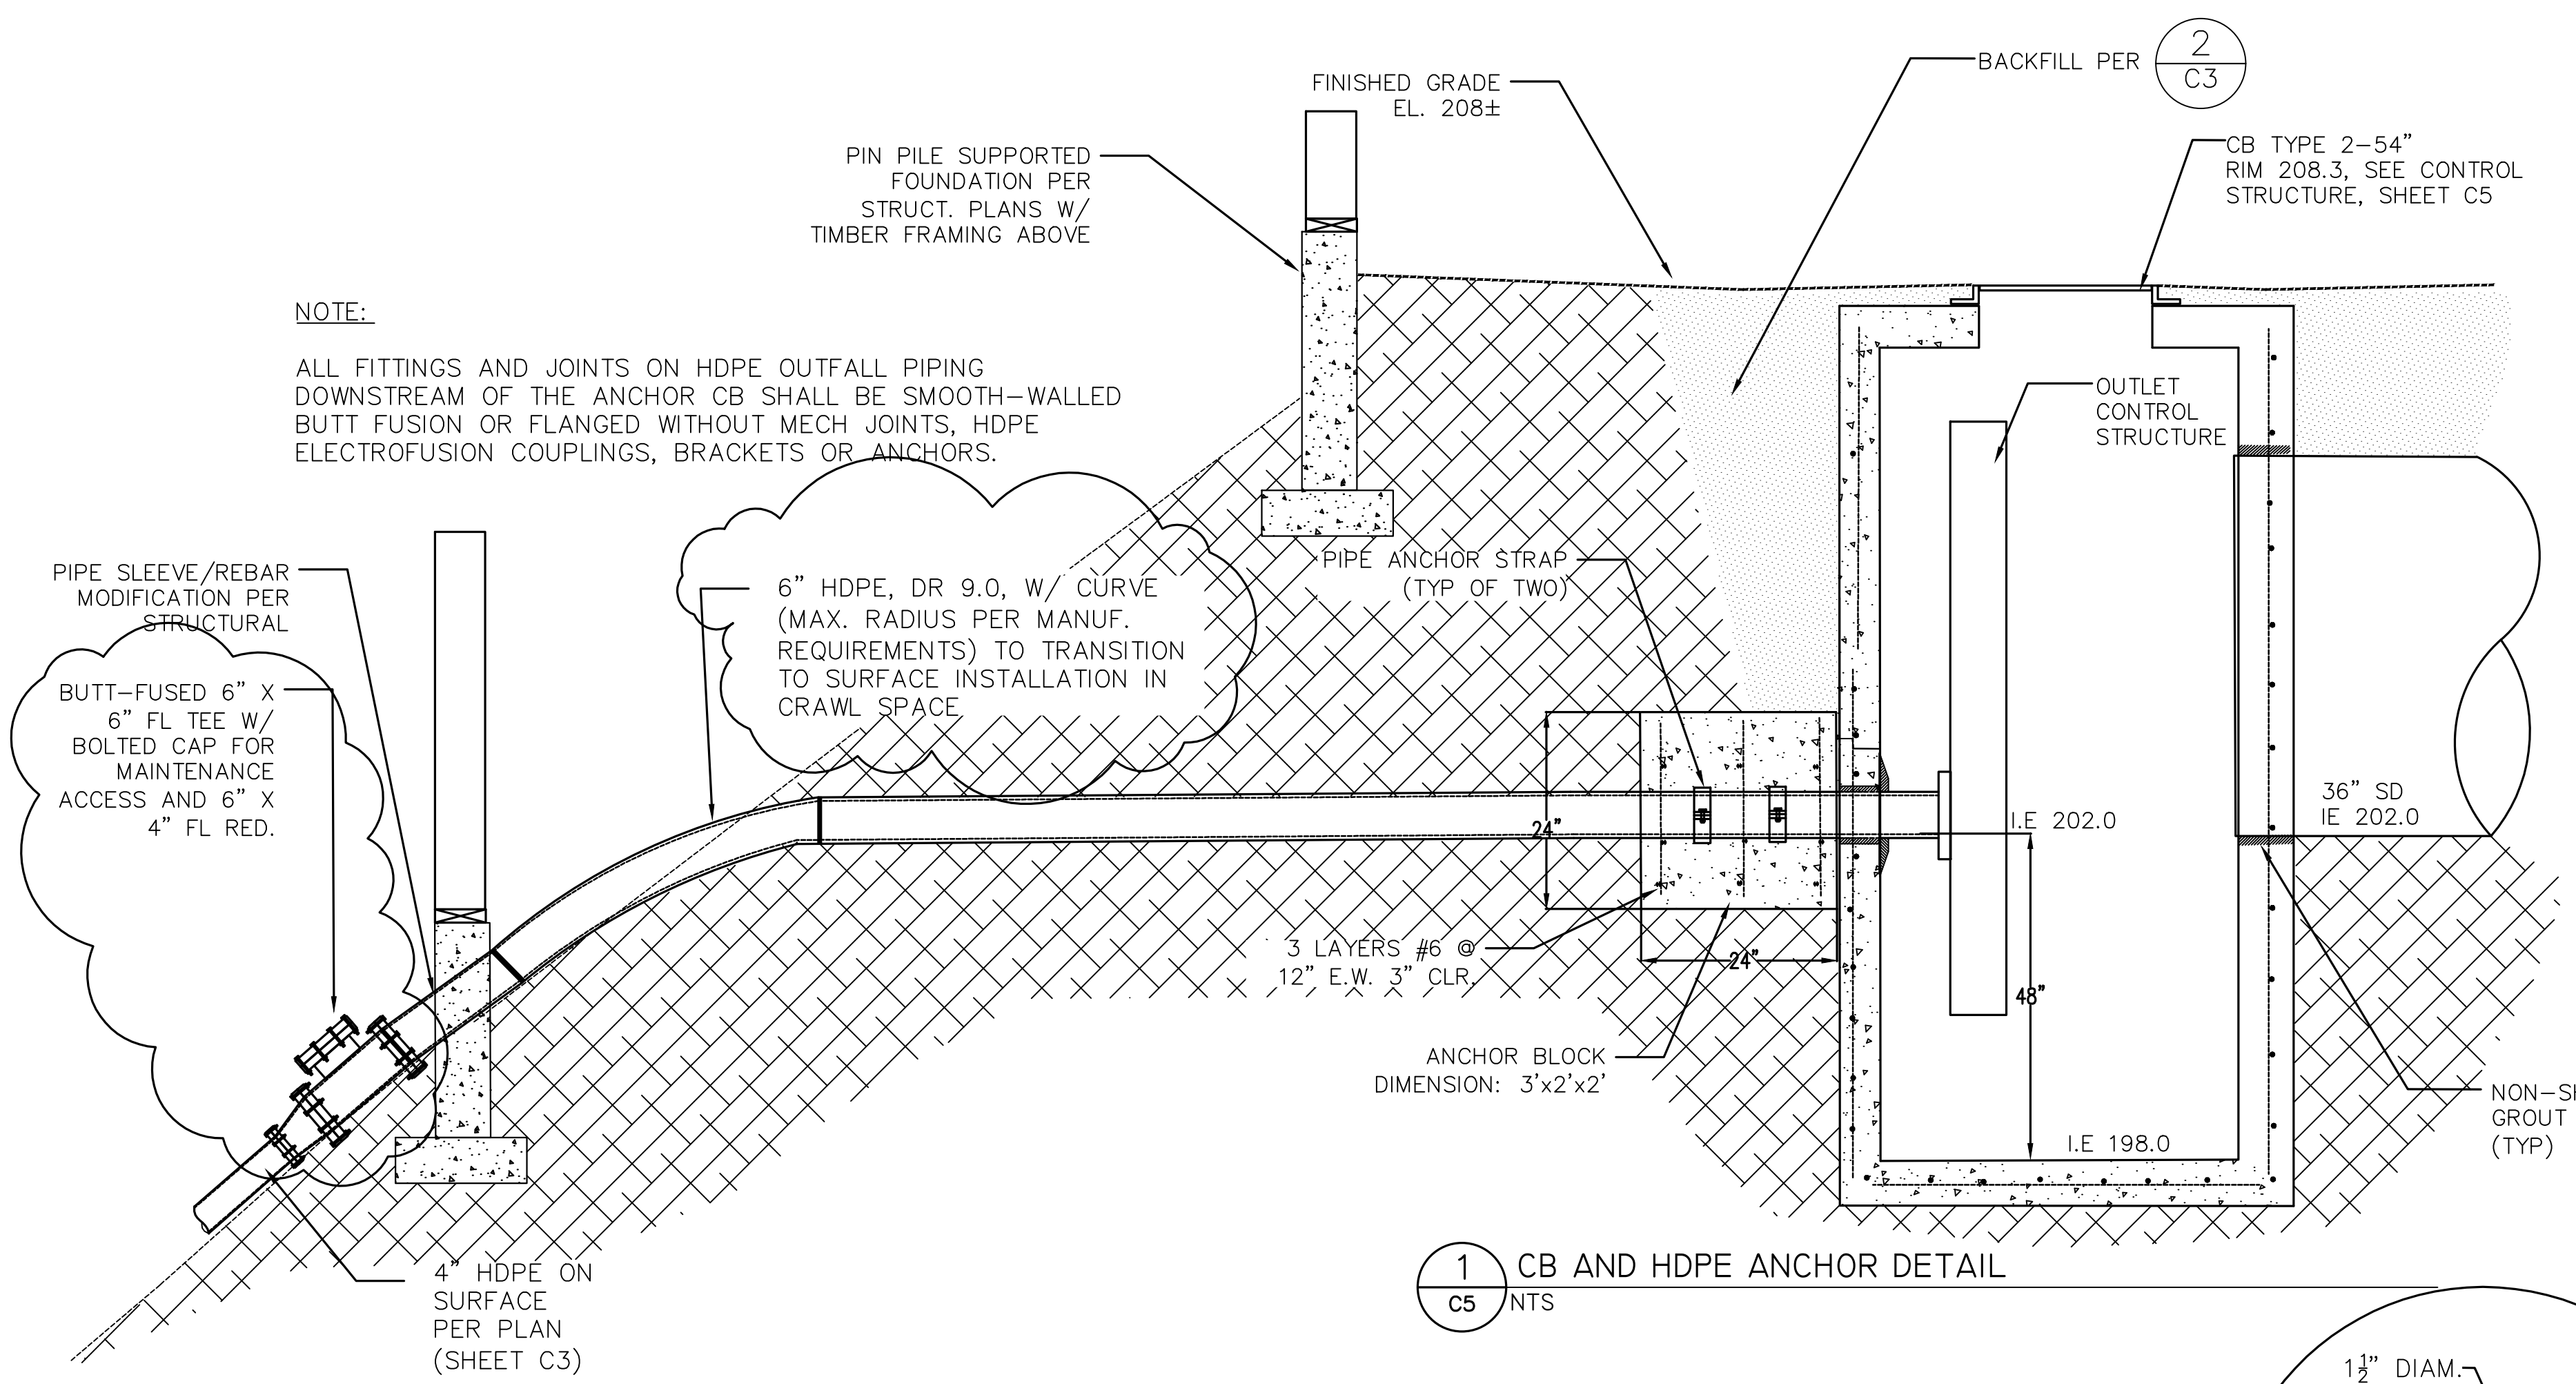 FINISHED GRADE
EL. 208±
BACKFILL PER
2
C3
PIN PILE SUPPORTED
FOUNDATION PER
STRUCT. PLANS W/
TIMBER FRAMING ABOVE
CB TYPE 2-54”
RIM 208.3, SEE CONTROL
STRUCTURE, SHEET C5
NOTE:
ALL FITTINGS AND JOINTS ON HDPE OUTFALL PIPING
DOWNSTREAM OF THE ANCHOR CB SHALL BE SMOOTH-WALLED
BUTT FUSION OR FLANGED WITHOUT MECH JOINTS, HDPE
ELECTROFUSION COUPLINGS, BRACKETS OR ANCHORS.
OUTLET
CONTROL
STRUCTURE
PIPE SLEEVE/REBAR
MODIFICATION PER
STRUCTURAL
6” HDPE, DR 9.0, W/ CURVE
(MAX. RADIUS PER MANUF.
REQUIREMENTS) TO TRANSITION
TO SURFACE INSTALLATION IN
CRAWL SPACE
PIPE ANCHOR STRAP
(TYP OF TWO)
BUTT-FUSED 6” X
6” FL TEE W/
BOLTED CAP FOR
MAINTENANCE
ACCESS AND 6” X
4” FL RED.
24”
I.E 202.0
36” SD
IE 202.0
3 LAYERS #6 @
12” E.W. 3” CLR.
24”
48”
ANCHOR BLOCK
DIMENSION: 3’x2’x2’
I.E 198.0
NON-SH
GROUT
(TYP)
4” HDPE ON
SURFACE
PER PLAN
(SHEET C3)
1
C5
CB AND HDPE ANCHOR DETAIL
NTS
1½” DIAM.